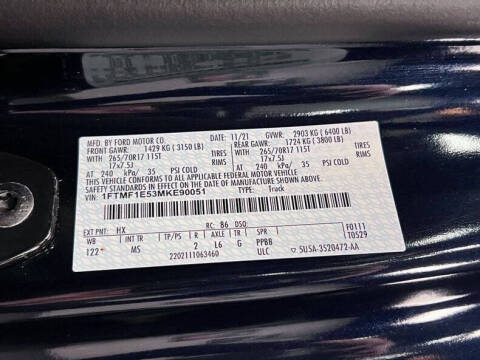 MFD. BY FORD MOTOR CO.
DATE: 11/21 GVWR: 2903 KG ( 6400 LB)
FRONT GAWR: 1429 KG ( 3150 LB) REAR GAWR: 1724 KG ( 3800 LB)
WITH WITH
265/70R17 115T TIRES 265/70R17 115T TIRES
17x7.5J RIMS 17x7.5J RIMS
AT 240 kPa/ 35 PSI COLD AT 240 kPa/ 35 PSI COLD
THIS VEHICLE CONFORMS TO ALL APPLICABLE FEDERAL MOTOR VEHICLE
SAFETY STANDARDS IN EFFECT ON THE DATE OF MANUFACTURE SHOWN ABOVE.
VIN: 1FTMF1E53MKE90051
TYPE: Truck
EXT PNT: HX RC: 86 DSO:
WB INT TR TP/PS R AXLE TR SPR F0111
122" MS 2 L6 G PPBB T0529
2202111063460 ULC SU5A-3520472-AA